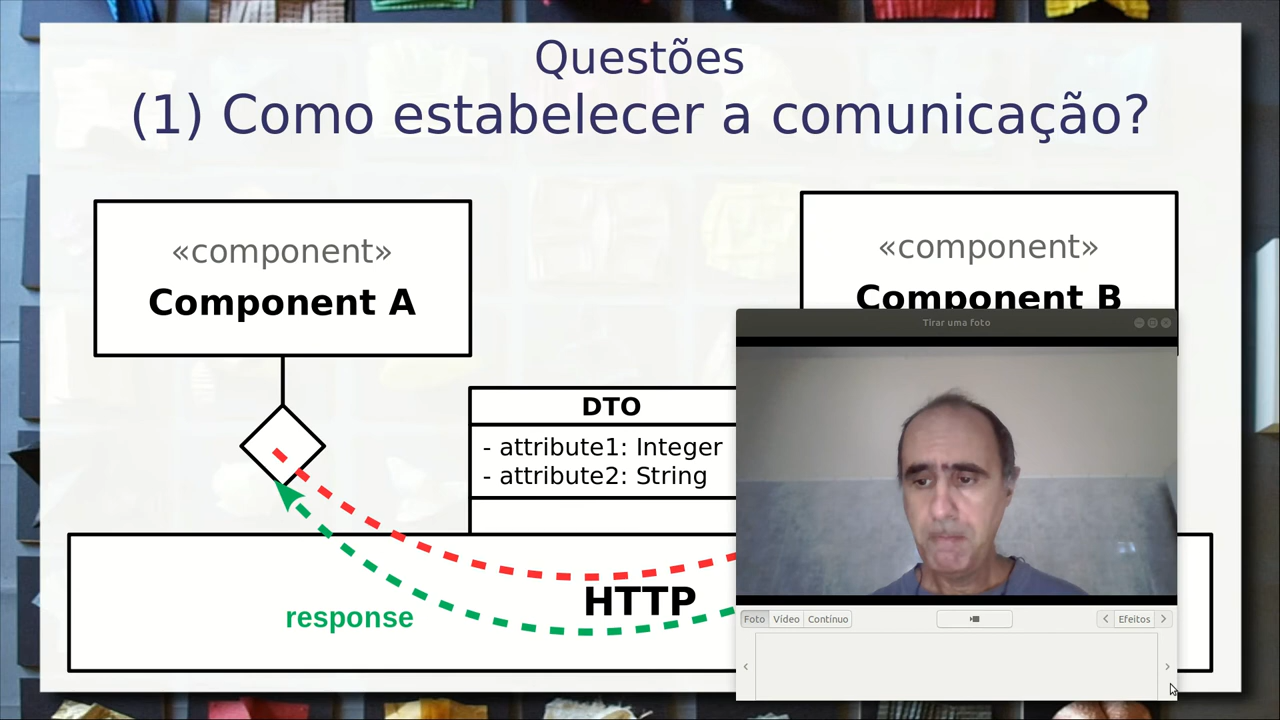 Questões
(1) Como estabelecer a comunicação?
«component»
Component A
«component»
Component B
Tirar uma foto
DTO
- attribute1: Integer
- attribute2: String
HTTP
response
Foto Vídeo Contínuo
Efeitos